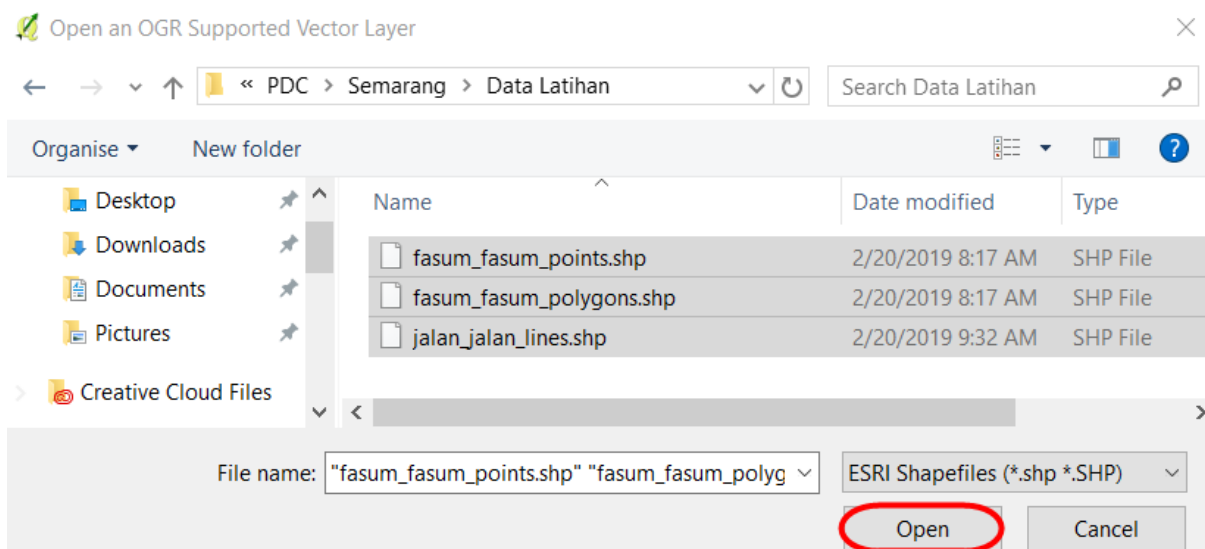 Open an OGR Supported Vector Layer
« PDC > Semarang > Data Latihan
Search Data Latihan
Organise
New folder
?
Desktop
Downloads
Documents
Pictures
Creative Cloud Files
Name Date modified Type
fasum_fasum_points.shp 2/20/2019 8:17 AM SHP File
fasum_fasum_polygons.shp 2/20/2019 8:17 AM SHP File
jalan_jalan_lines.shp 2/20/2019 9:32 AM SHP File
File name: "fasum_fasum_points.shp" "fasum_fasum_polyg
ESRI Shapefiles (*.shp *.SHP)
Open Cancel